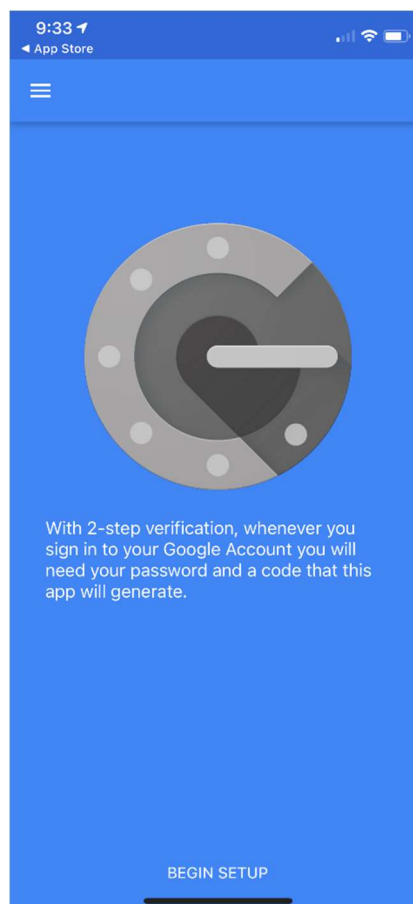 9:33
◀ App Store
With 2-step verification, whenever you
sign in to your Google Account you will
need your password and a code that this
app will generate.
BEGIN SETUP